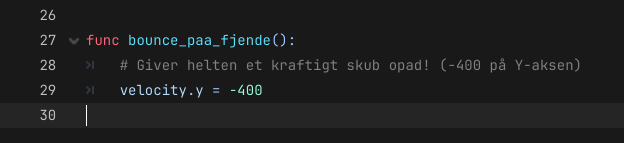 26
27 func bounce_paa_fjende():
28 # Giver helten et kraftigt skub opad! (-400 på Y-aksen)
29 velocity.y = -400
30